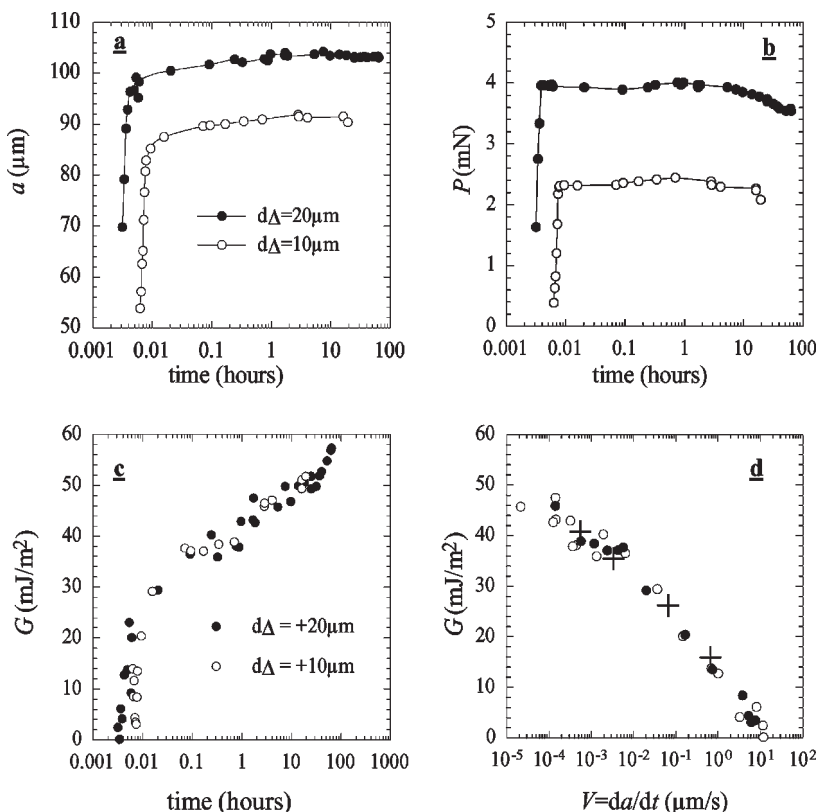 a
110
100
90
80
70
60
50
a (µm)
dΔ=20µm
dΔ=10µm
0.001 0.01 0.1 1 10 100
time (hours)
b
5
4
3
2
1
0
P (mN)
0.001 0.01 0.1 1 10 100
time (hours)
c
60
50
40
30
20
10
0
G (mJ/m²)
dΔ = +20µm
dΔ = +10µm
0.001 0.01 0.1 1 10 100 1000
time (hours)
d
60
50
40
30
20
10
0
G (mJ/m²)
10⁻⁵ 10⁻⁴ 10⁻³ 10⁻² 10⁻¹ 10⁰ 10¹ 10²
V=da/dt (µm/s)